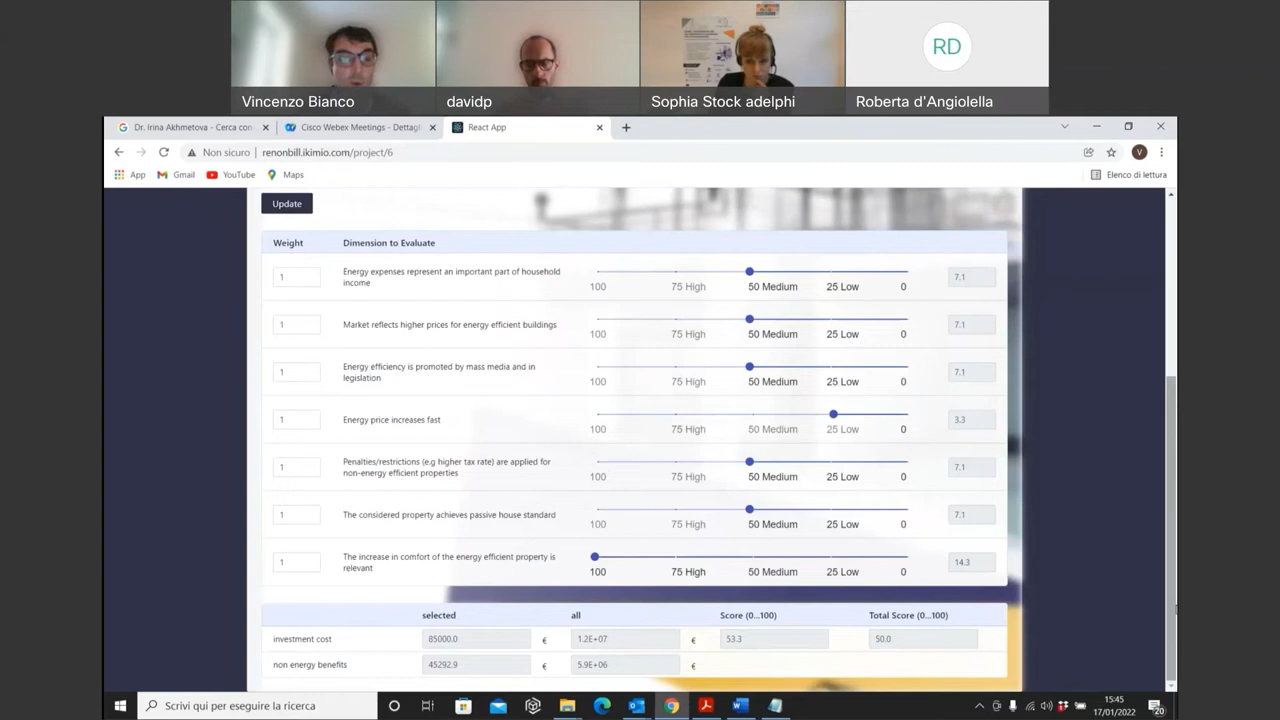 Vincenzo Bianco
davidp
Sophia Stock adelphi
RD
Roberta d'Angiolella
Dr. Irina Akhmetova - Cerca con
Cisco Webex Meetings - Dettagli
React App
Non sicuro
renonbill.ikimio.com/project/6
V
App
Gmail
YouTube
Maps
Elenco di lettura
Update
Weight
Dimension to Evaluate
1
Energy expenses represent an important part of household
income
100 75 High 50 Medium 25 Low 0
7.1
1
Market reflects higher prices for energy efficient buildings
100 75 High 50 Medium 25 Low 0
7.1
1
Energy efficiency is promoted by mass media and in
legislation
100 75 High 50 Medium 25 Low 0
7.1
1
Energy price increases fast
100 75 High 50 Medium 25 Low 0
3.3
1
Penalties/restrictions (e.g higher tax rate) are applied for
non-energy efficient properties
100 75 High 50 Medium 25 Low 0
7.1
1
The considered property achieves passive house standard
100 75 High 50 Medium 25 Low 0
7.1
1
The increase in comfort of the energy efficient property is
relevant
100 75 High 50 Medium 25 Low 0
14.3
selected all Score (0...100) Total Score (0...100)
investment cost 85000.0 € 1.2E+07 € 53.3 50.0
non energy benefits 45292.9 € 5.9E+06 €
Scrivi qui per eseguire la ricerca
15:45
17/01/2022
20